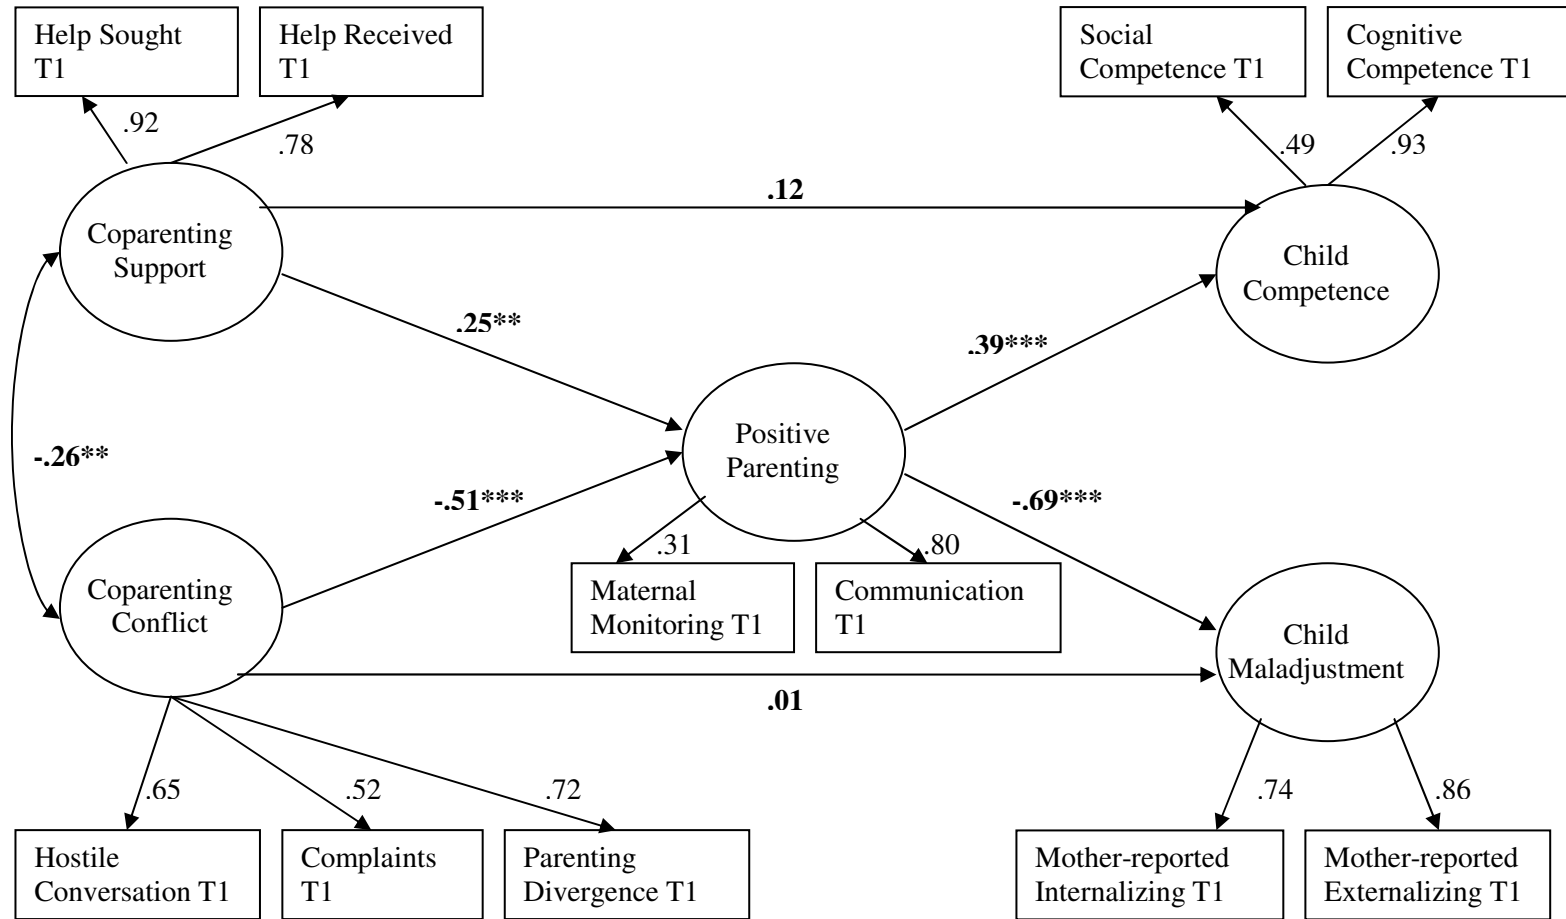 Help Sought
T1
Help Received
T1
Social
Competence T1
Cognitive
Competence T1
.92
.78
.49
.93
.12
Coparenting
Support
Child
Competence
.25**
.39***
-.26**
Positive
Parenting
-.51***
-.69***
.31
.80
Coparenting
Conflict
Maternal
Monitoring T1
Communication
T1
Child
Maladjustment
.01
.65
.52
.72
.74
.86
Hostile
Conversation T1
Complaints
T1
Parenting
Divergence T1
Mother-reported
Internalizing T1
Mother-reported
Externalizing T1